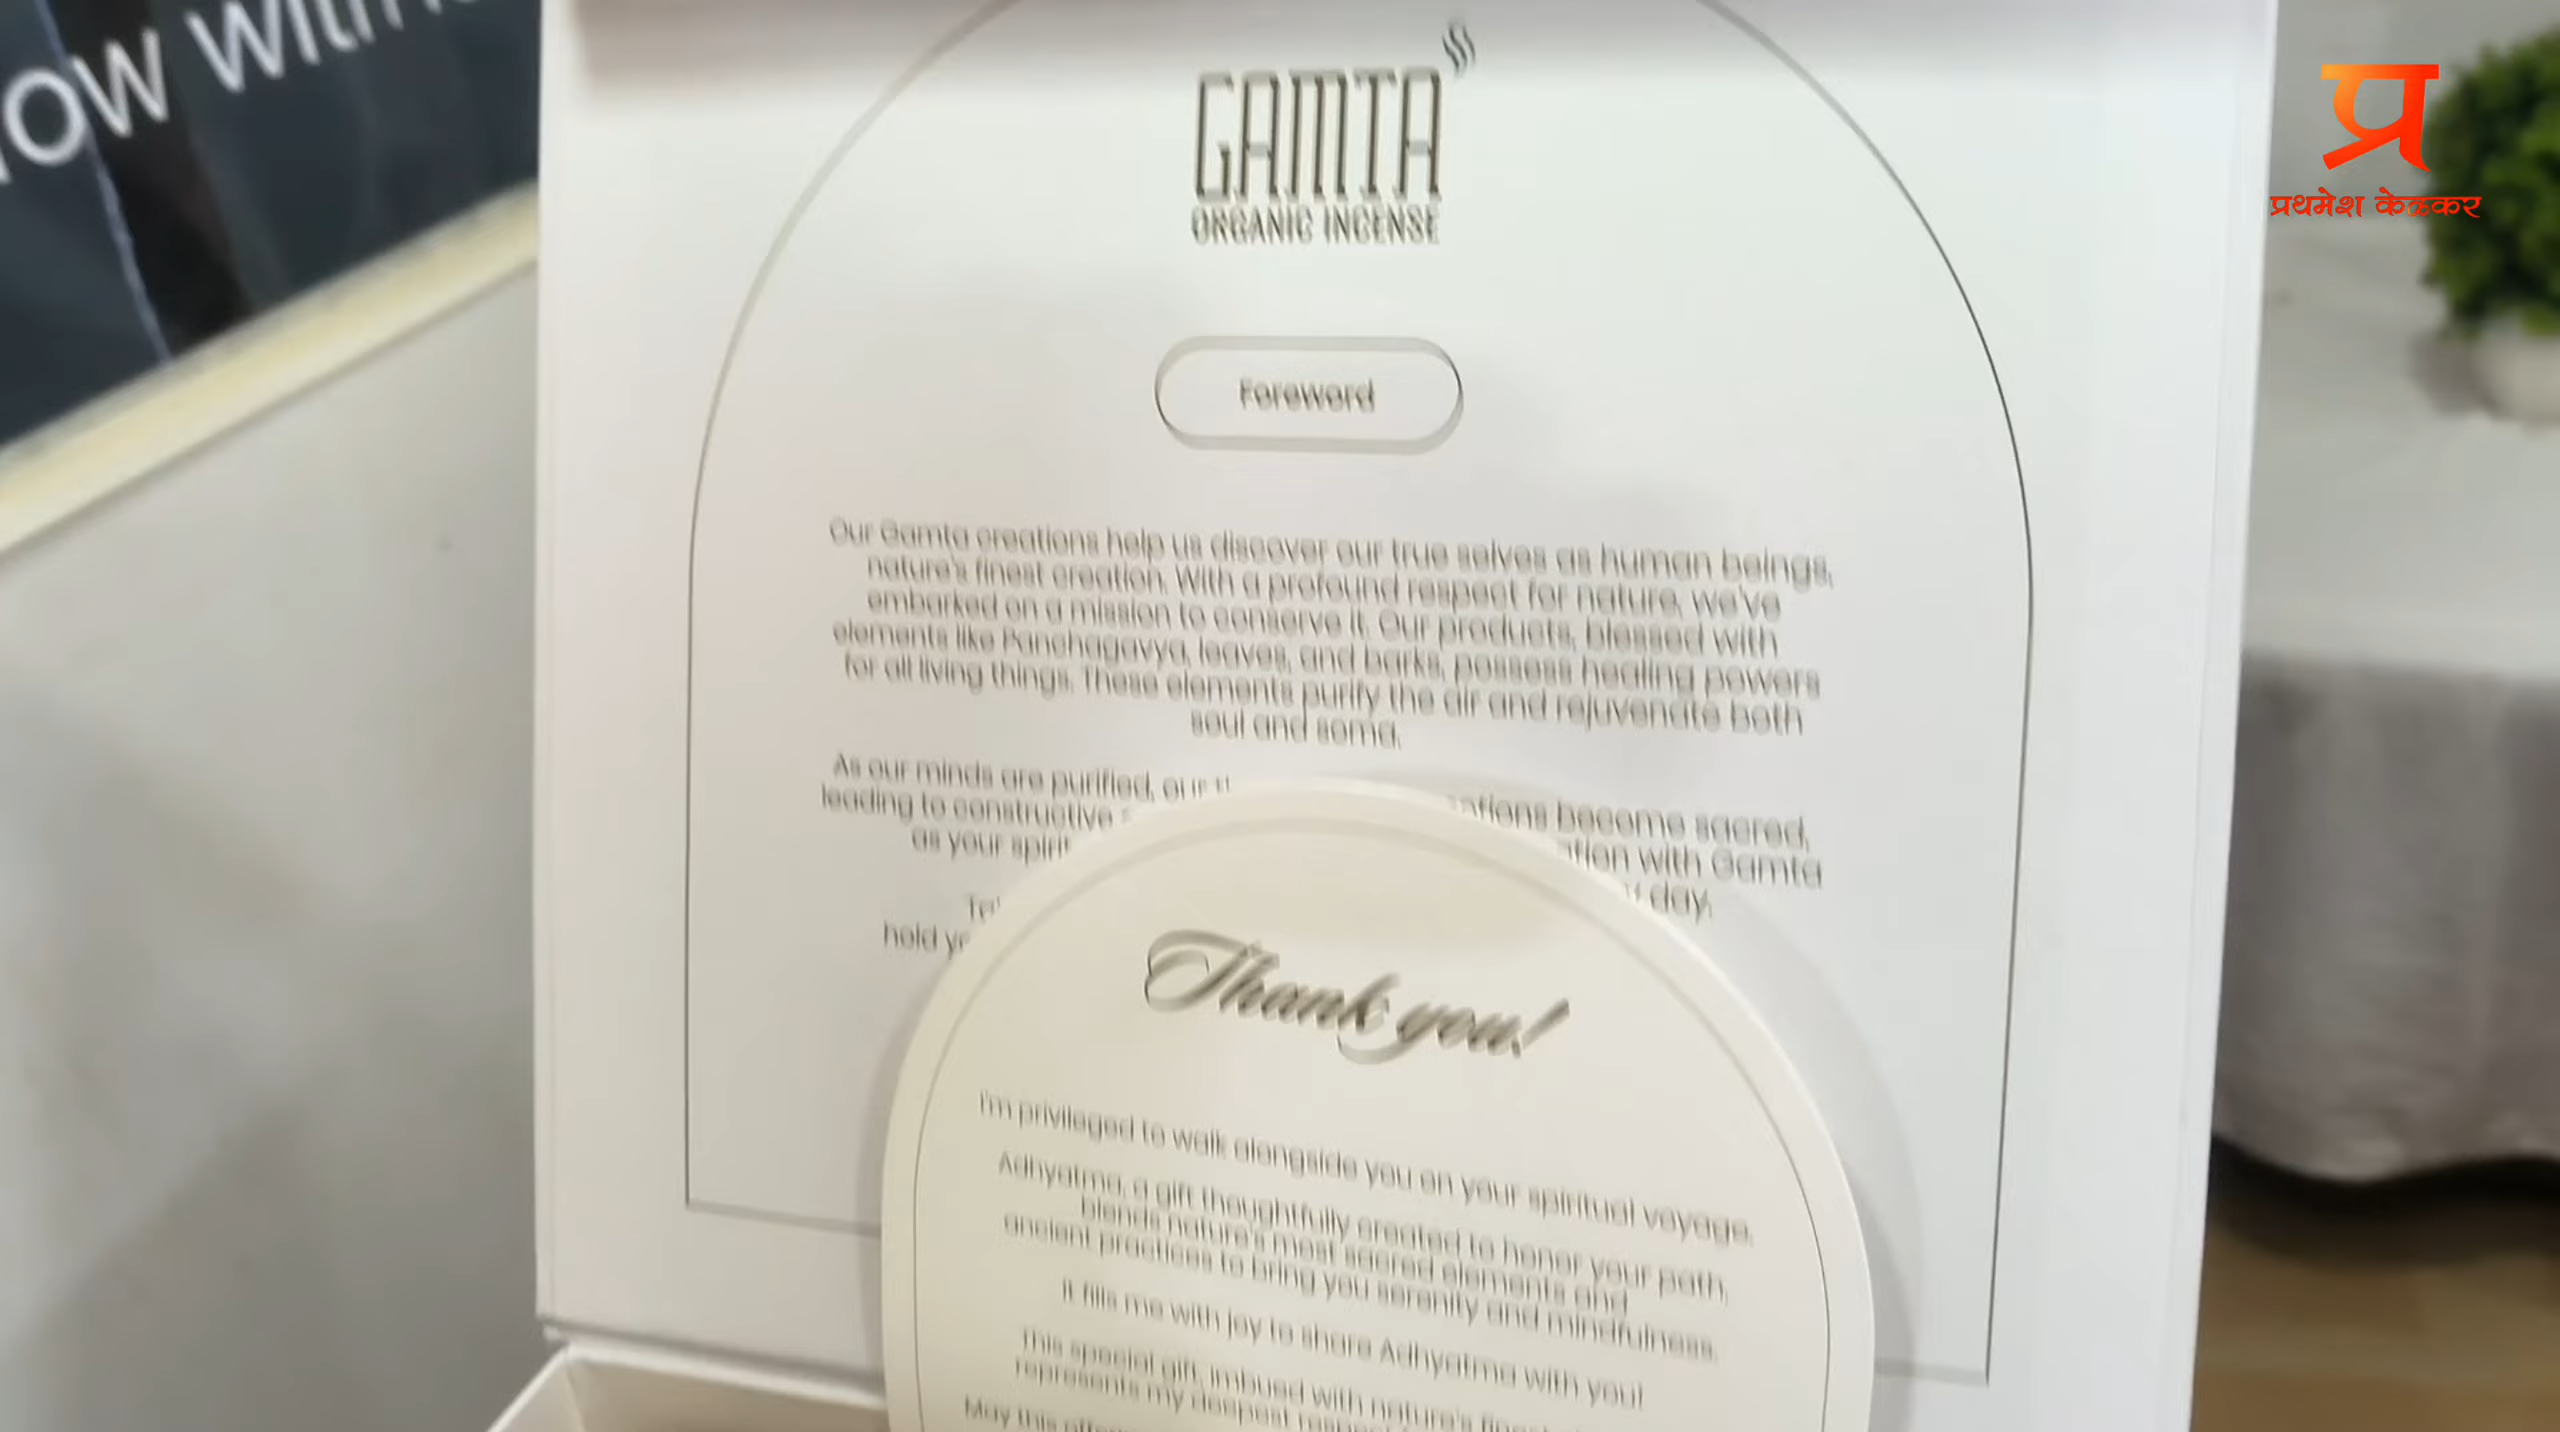 GAMTA
ORGANIC INCENSE
प्र
प्रथमेश केळकर
Foreword
Our Gamta creations help us discover our true selves as human beings,
nature's finest creation. With a profound respect for nature, we've
embarked on a mission to conserve it. Our products, blessed with
elements like Panchagavya, leaves, and barks, possess healing powers
for all living things. These elements purify the air and rejuvenate both
soul and soma.
As our minds are purified, our become sacred,
leading to constructive with Gamta
as your day.
hold
Thank you!
I'm privileged to walk alongside you on your spiritual voyage.
Adhyatma, a gift thoughtfully created to honor your path,
blends nature's most sacred elements and
ancient practices to bring you serenity and mindfulness.
It fills me with joy to share Adhyatma with you!
This special gift, imbued with nature's
represents my deepest
May this